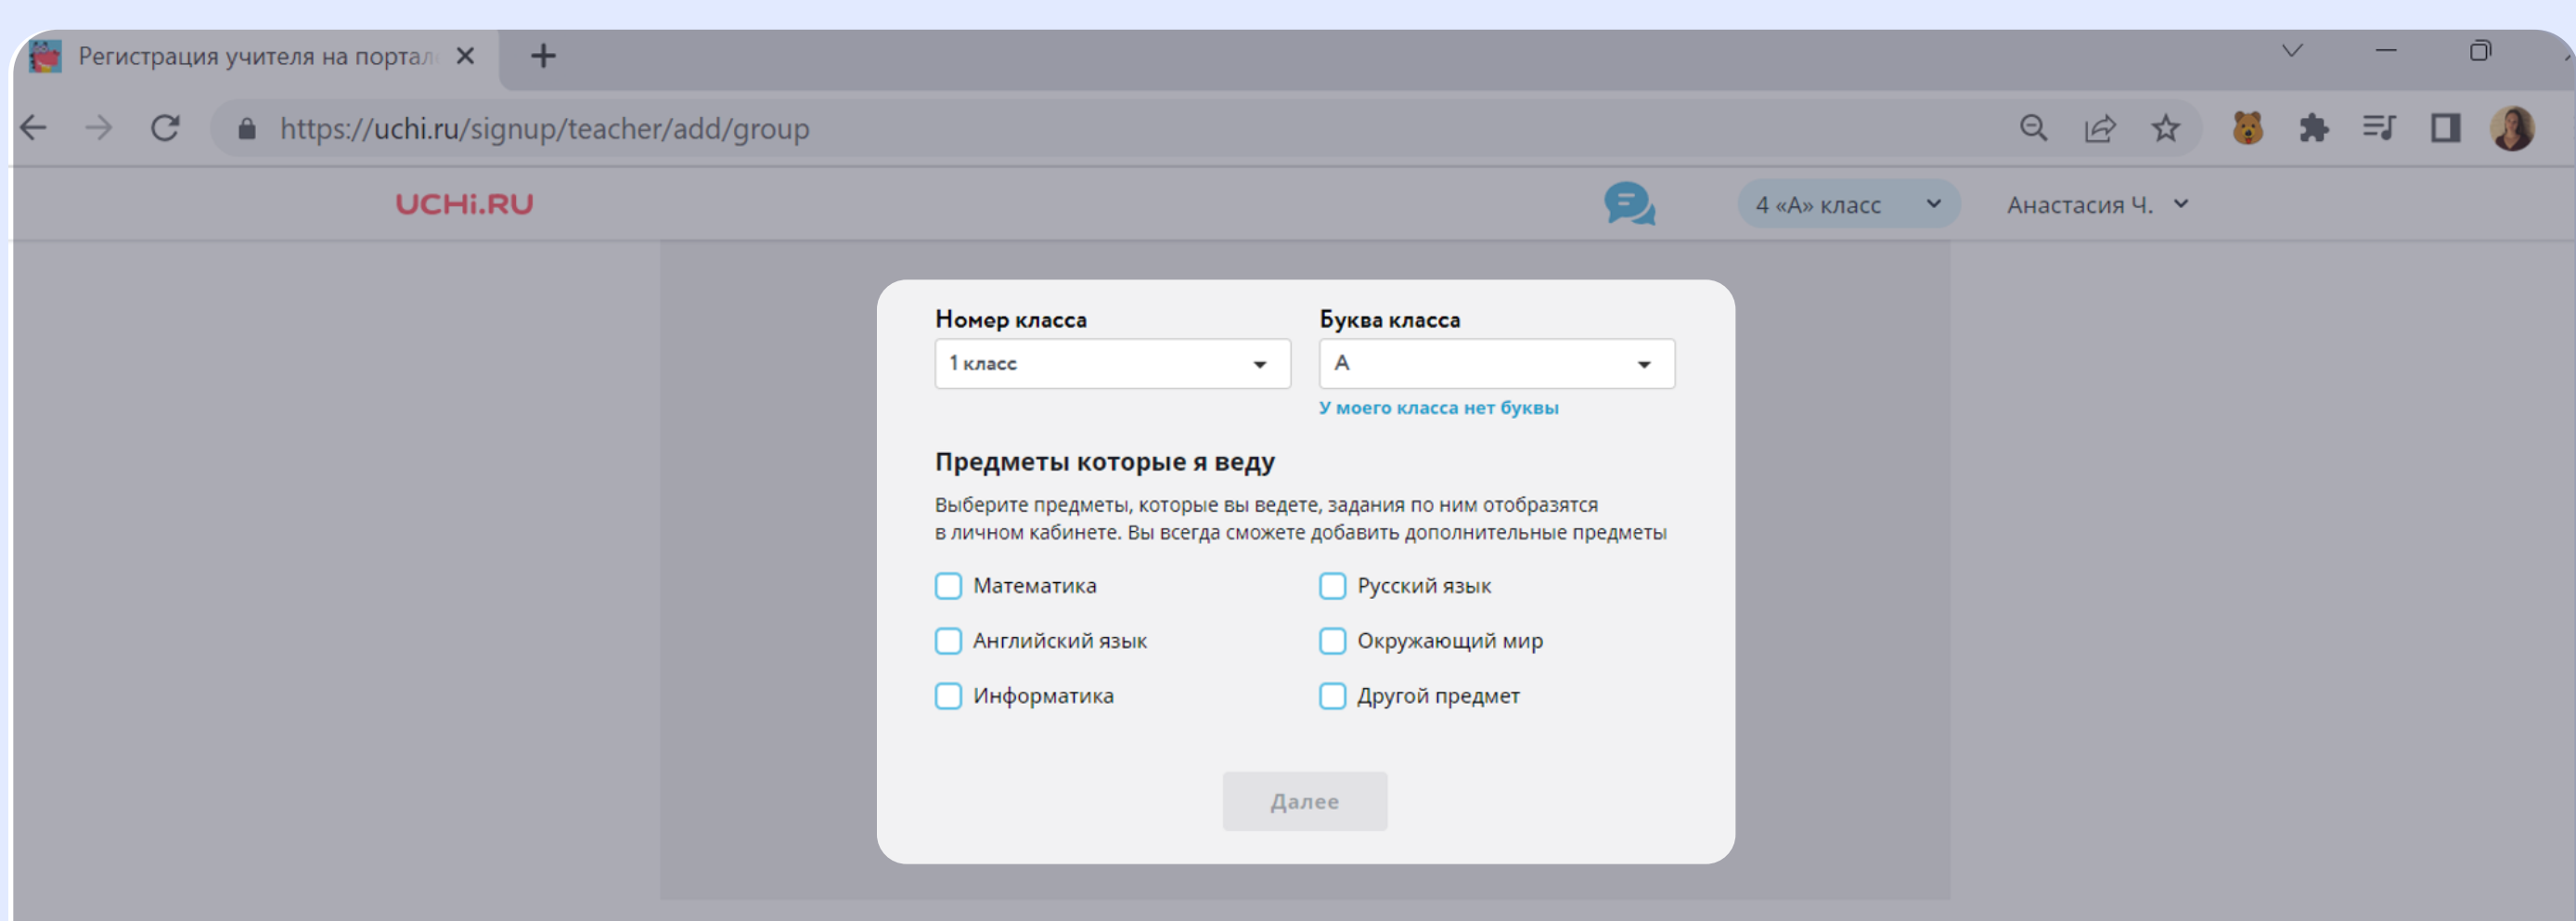 Регистрация учителя на портал
https://uchi.ru/signup/teacher/add/group
UCHi.RU
4 «А» класс
Анастасия Ч.
Номер класса
Буква класса
1 класс
А
У моего класса нет буквы
Предметы которые я веду
Выберите предметы, которые вы ведете, задания по ним отобразятся
в личном кабинете. Вы всегда сможете добавить дополнительные предметы
Математика
Русский язык
Английский язык
Окружающий мир
Информатика
Другой предмет
Далее